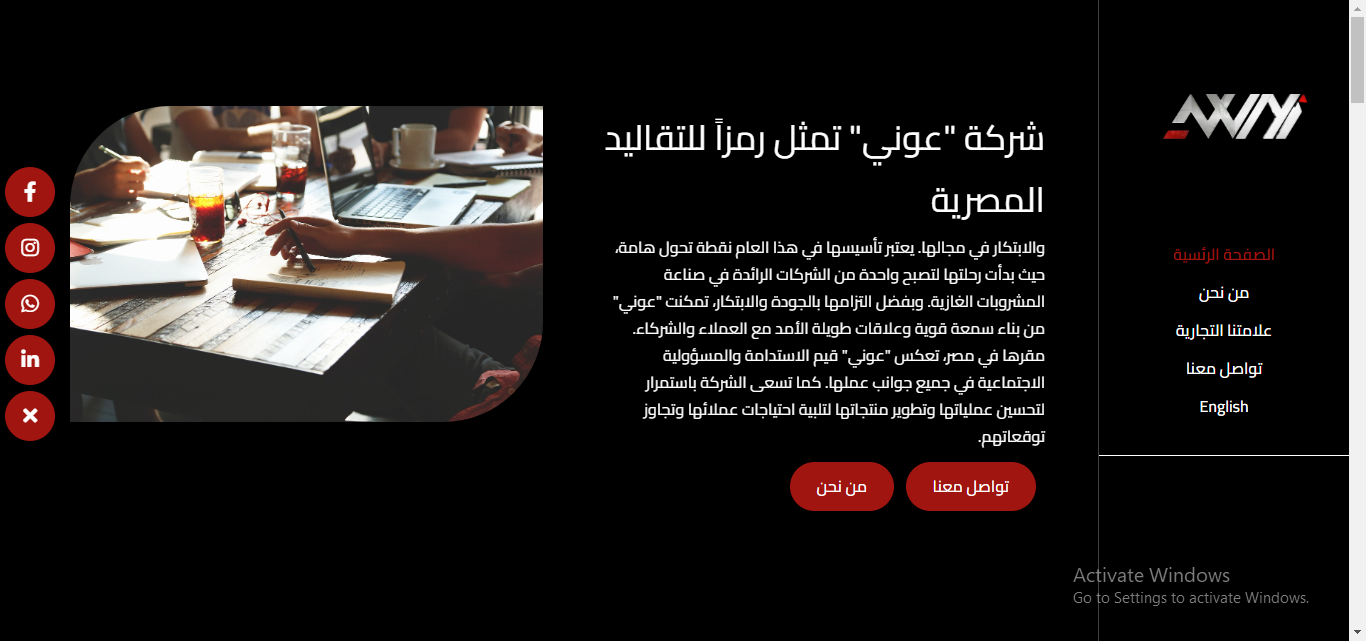 AWNI
الصفحة الرئسية
من نحن
علامتنا التجارية
تواصل معنا
English
شركة "عوني" تمثل رمزاً للتقاليد
المصرية
والابتكار في مجالها. يعتبر تأسيسها في هذا العام نقطة تحول هامة،
حيث بدأت رحلتها لتصبح واحدة من الشركات الرائدة في صناعة
المشروبات الغازية. وبفضل التزامها بالجودة والابتكار، تمكنت "عوني"
من بناء سمعة قوية وعلاقات طويلة الأمد مع العملاء والشركاء.
مقرها في مصر، تعكس "عوني" قيم الاستدامة والمسؤولية
الاجتماعية في جميع جوانب عملها. كما تسعى الشركة باستمرار
لتحسين عملياتها وتطوير منتجاتها لتلبية احتياجات عملائها وتجاوز
توقعاتهم.
تواصل معنا
من نحن
Activate Windows
Go to Settings to activate Windows.